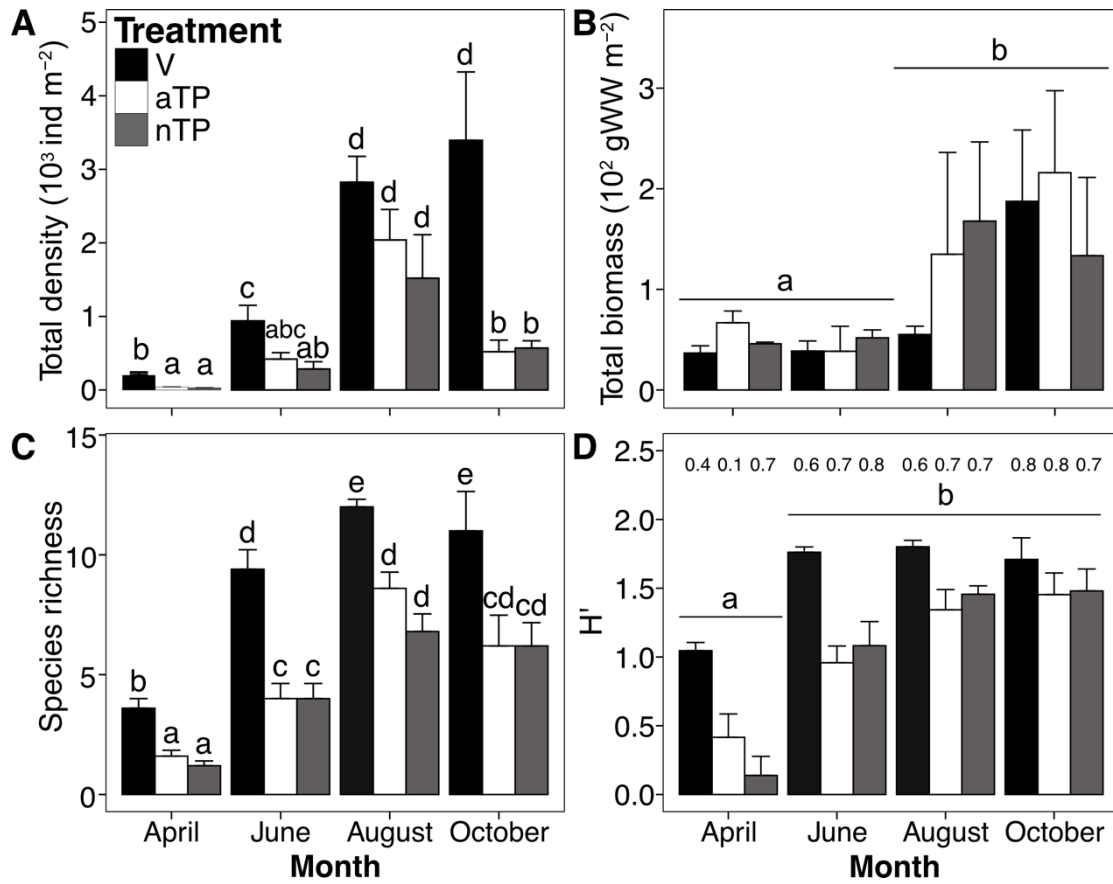 A
Treatment
V
aTP
nTP
Total density (10³ ind m⁻²)
5
4
3
2
1
0
b a a
c abc ab
d d d
d b b
B
Total biomass (10² gWW m⁻²)
3
2
1
0
a
b
C
Species richness
15
10
5
0
b a a
d c c
e d d
e cd cd
April June August October
Month
D
H'
2.5
2.0
1.5
1.0
0.5
0.0
0.4 0.1 0.7 0.6 0.7 0.8 0.6 0.7 0.7 0.8 0.8 0.7
a
b
April June August October
Month